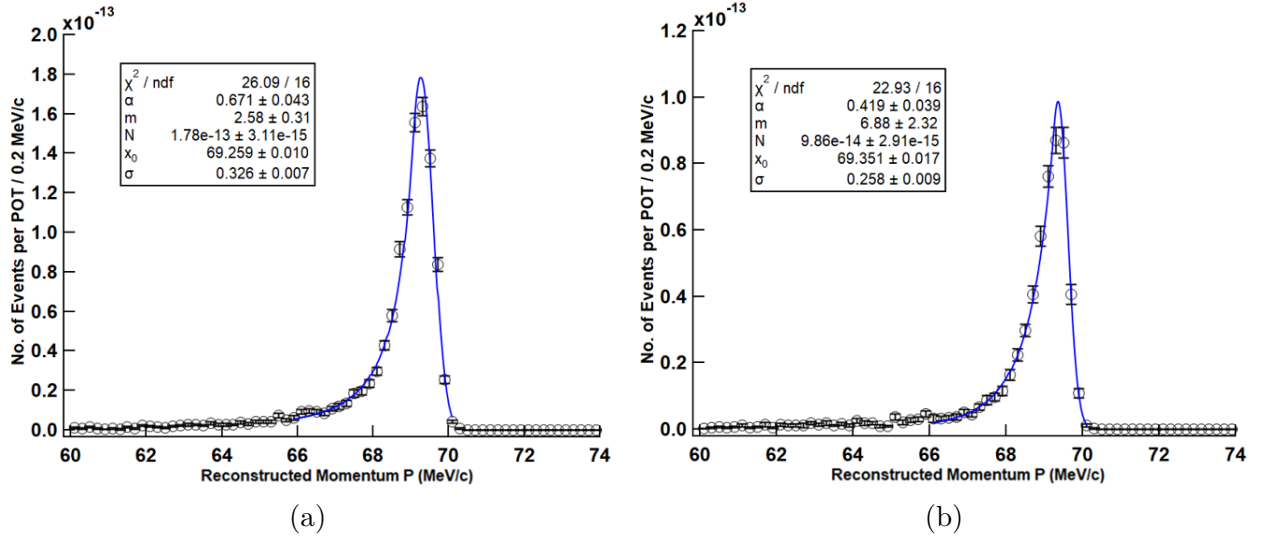 x10⁻¹³
2.0
1.8
1.6
1.4
1.2
1.0
0.8
0.6
0.4
0.2
0.0
No. of Events per POT / 0.2 MeV/c
χ² / ndf 26.09 / 16
α 0.671 ± 0.043
m 2.58 ± 0.31
N 1.78e-13 ± 3.11e-15
x₀ 69.259 ± 0.010
σ 0.326 ± 0.007
60 62 64 66 68 70 72 74
Reconstructed Momentum P (MeV/c)
(a)
x10⁻¹³
1.2
1.0
0.8
0.6
0.4
0.2
0.0
No. of Events per POT / 0.2 MeV/c
χ² / ndf 22.93 / 16
α 0.419 ± 0.039
m 6.88 ± 2.32
N 9.86e-14 ± 2.91e-15
x₀ 69.351 ± 0.017
σ 0.258 ± 0.009
60 62 64 66 68 70 72 74
Reconstructed Momentum P (MeV/c)
(b)